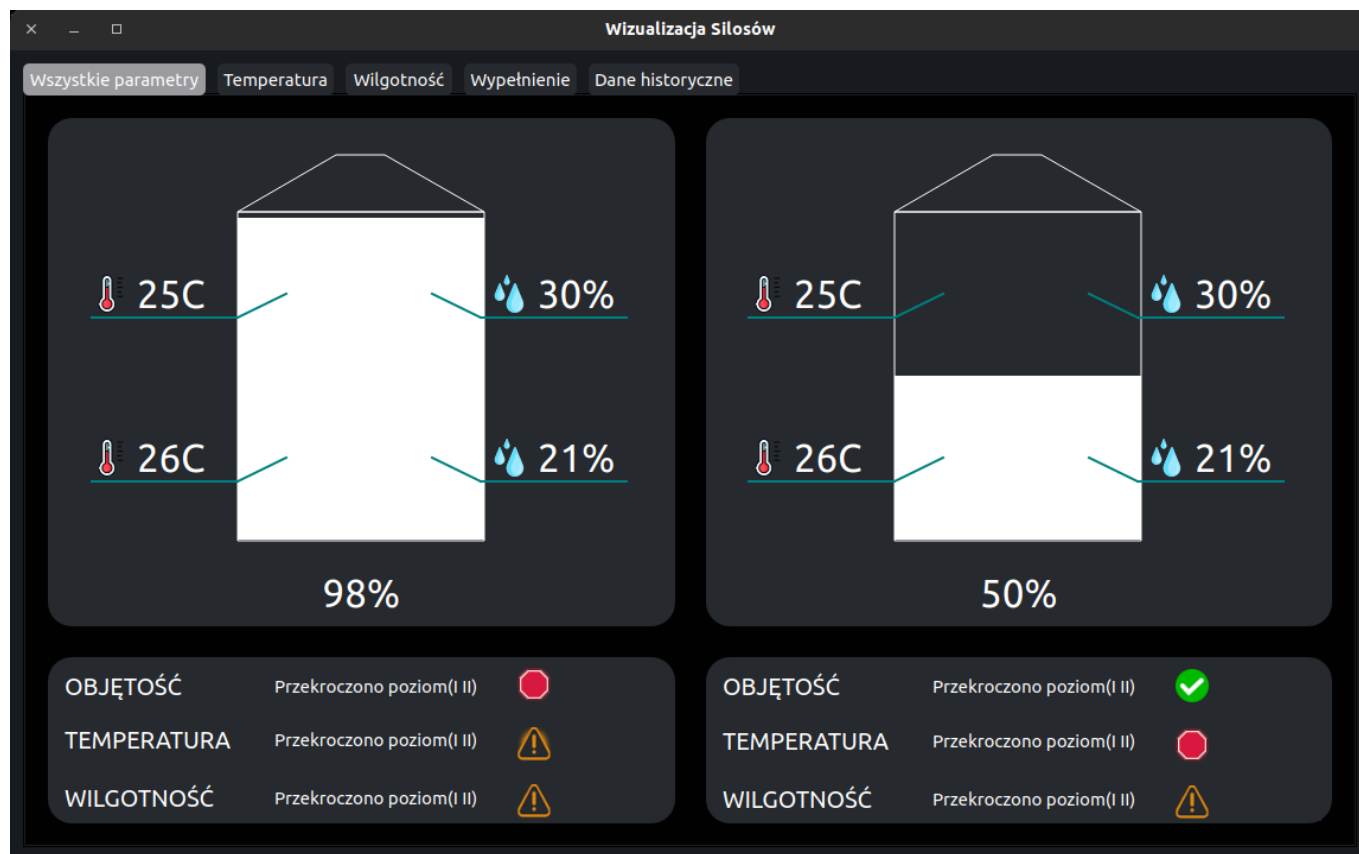 Wizualizacja Silosów
Wszystkie parametry Temperatura Wilgotność Wypełnienie Dane historyczne
25C 30%
26C 21%
98%
25C 30%
26C 21%
50%
OBJĘTOŚĆ Przekroczono poziom(I II)
TEMPERATURA Przekroczono poziom(I II)
WILGOTNOŚĆ Przekroczono poziom(I II)
OBJĘTOŚĆ Przekroczono poziom(I II)
TEMPERATURA Przekroczono poziom(I II)
WILGOTNOŚĆ Przekroczono poziom(I II)